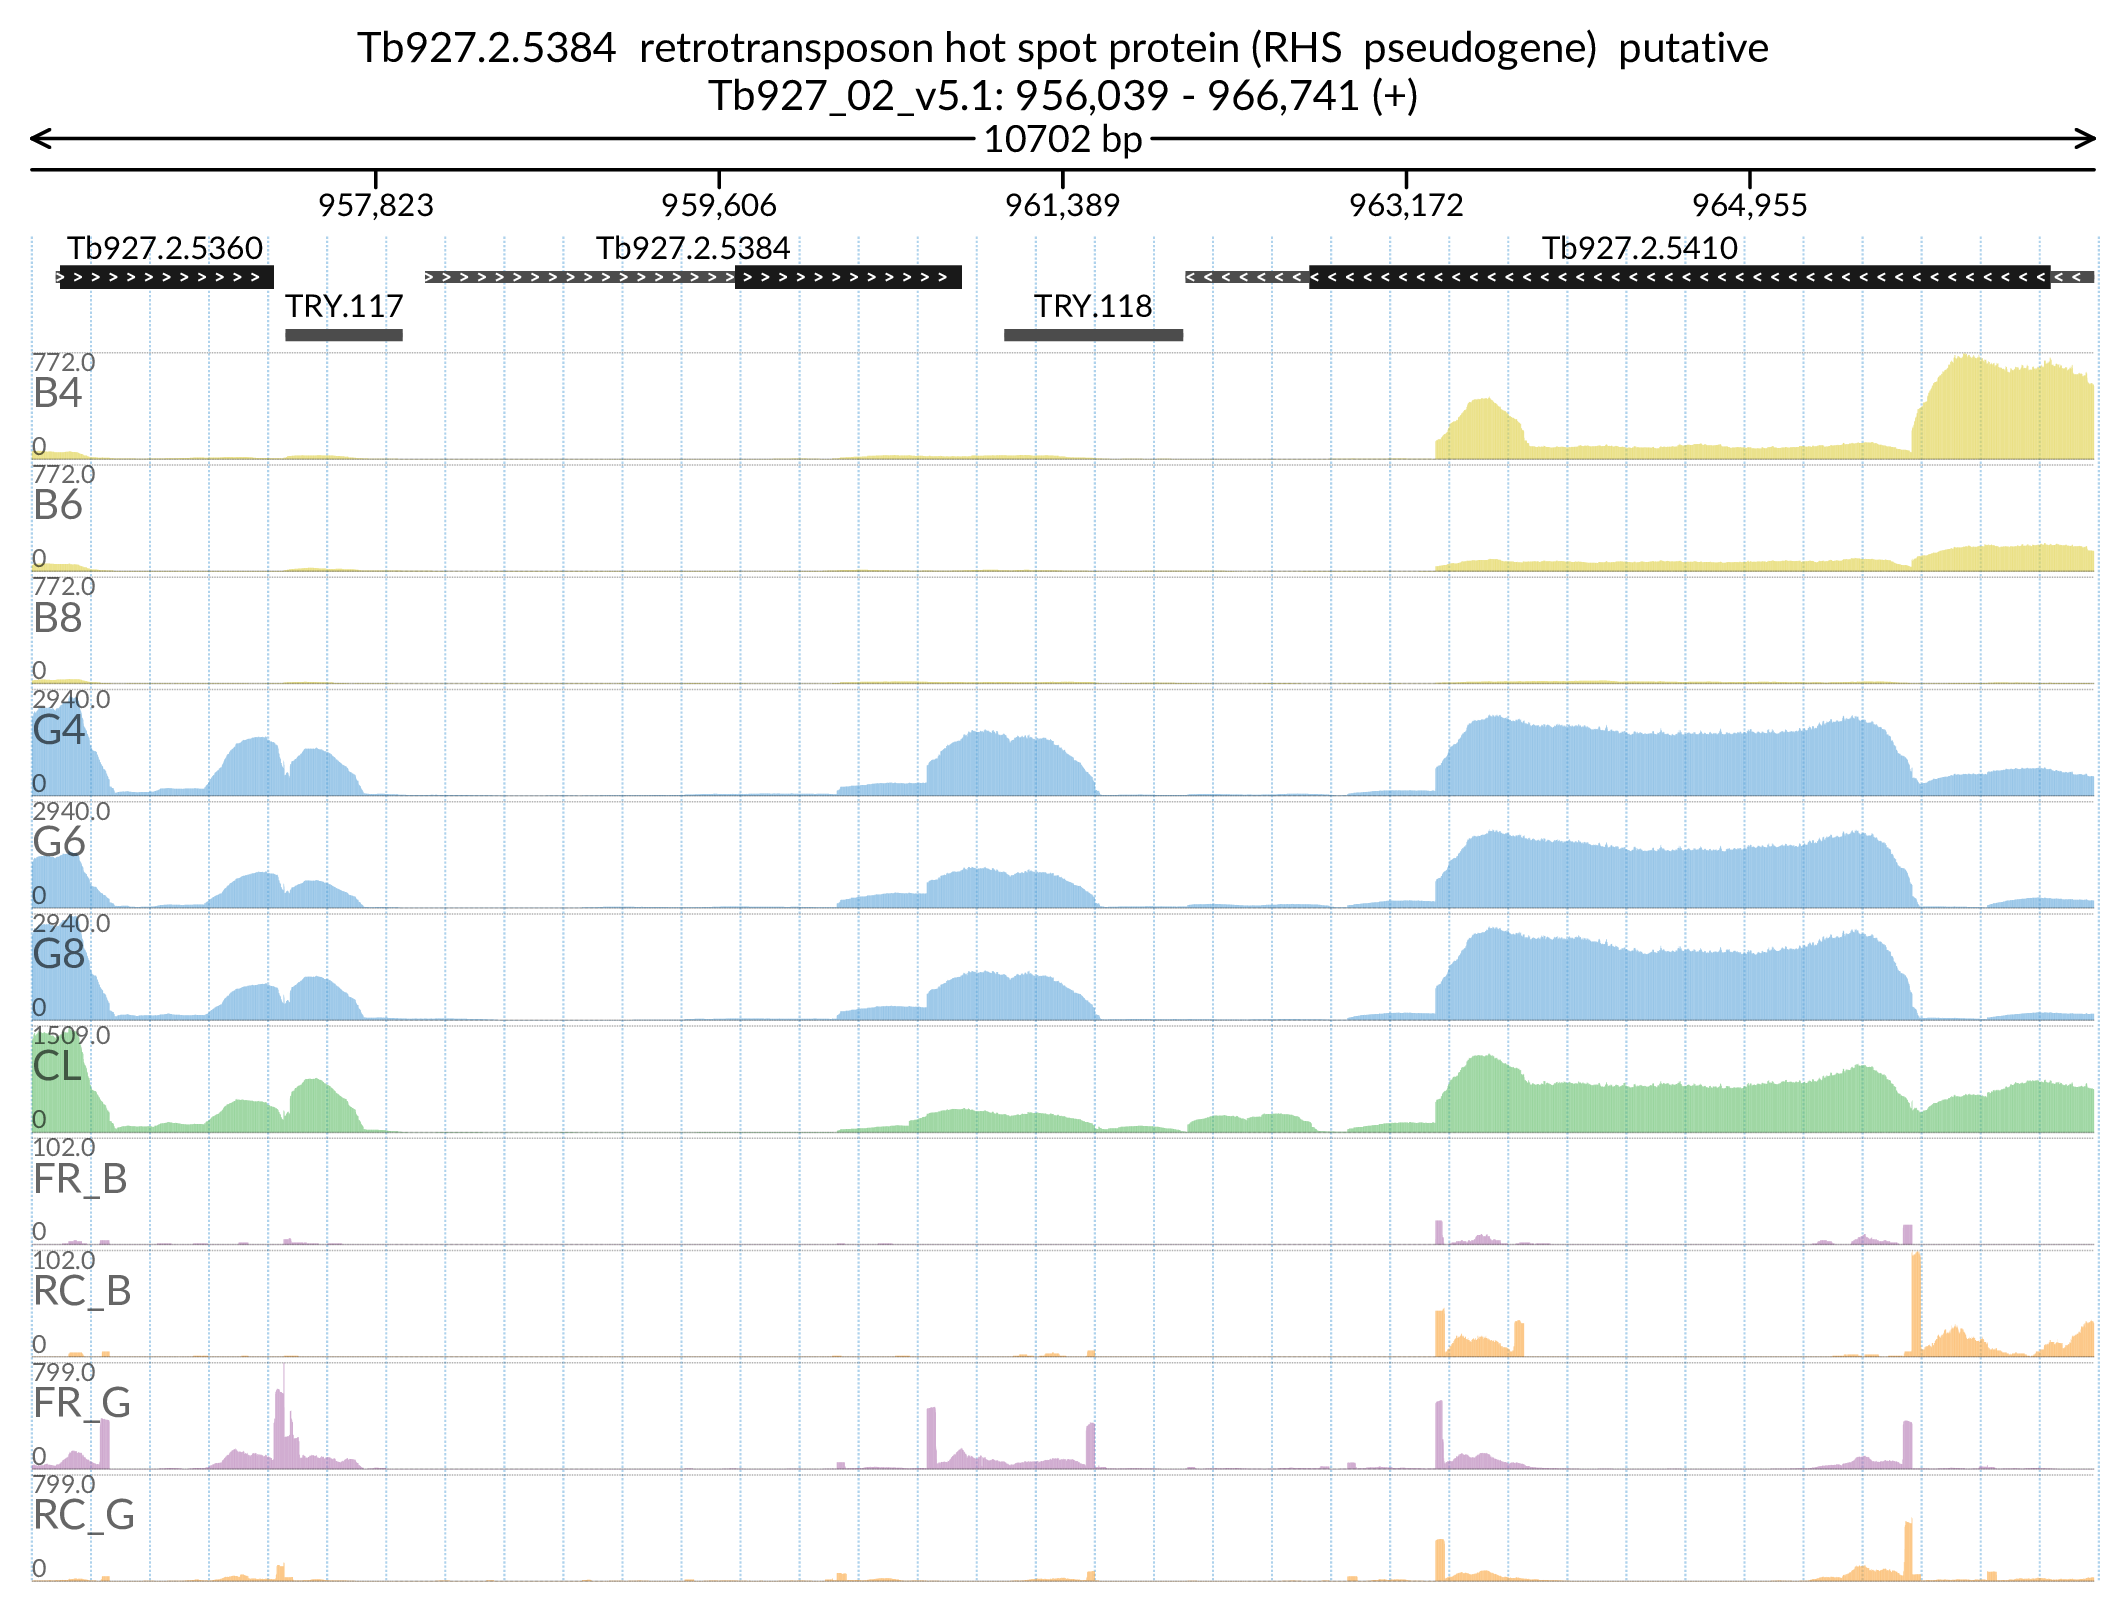 Tb927.2.5384  retrotransposon hot spot protein (RHS  pseudogene)  putative
Tb927_02_v5.1: 956,039 - 966,741 (+)
10702 bp
957,823 959,606 961,389 963,172 964,955
Tb927.2.5360 Tb927.2.5384 Tb927.2.5410
TRY.117 TRY.118
772.0
B4
0
772.0
B6
0
772.0
B8
0
2940.0
G4
0
2940.0
G6
0
2940.0
G8
0
1509.0
CL
0
102.0
FR_B
0
102.0
RC_B
0
799.0
FR_G
0
799.0
RC_G
0